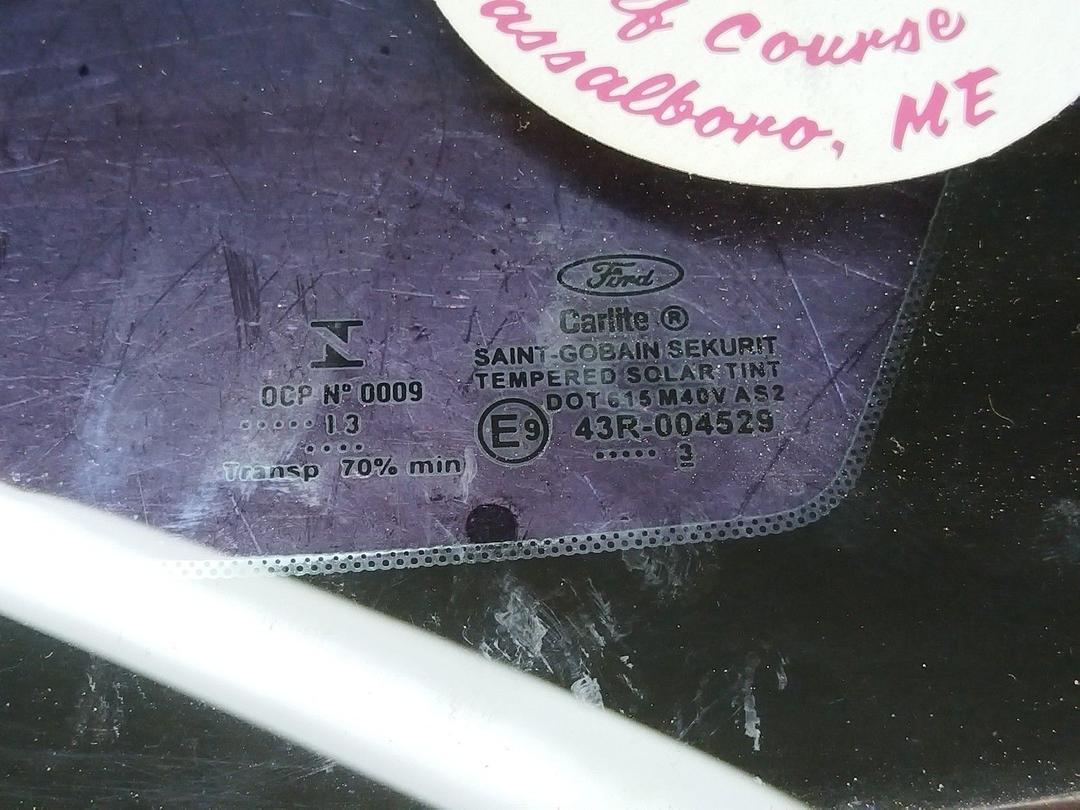 Course
assalboro, ME
Ford
Carlite ®
SAINT-GOBAIN SEKURIT
TEMPERED SOLAR TINT
DOT 615 M40V AS2
E9 43R-004529
..... 3
OCP Nº 0009
..... 13
....
Transp 70% min